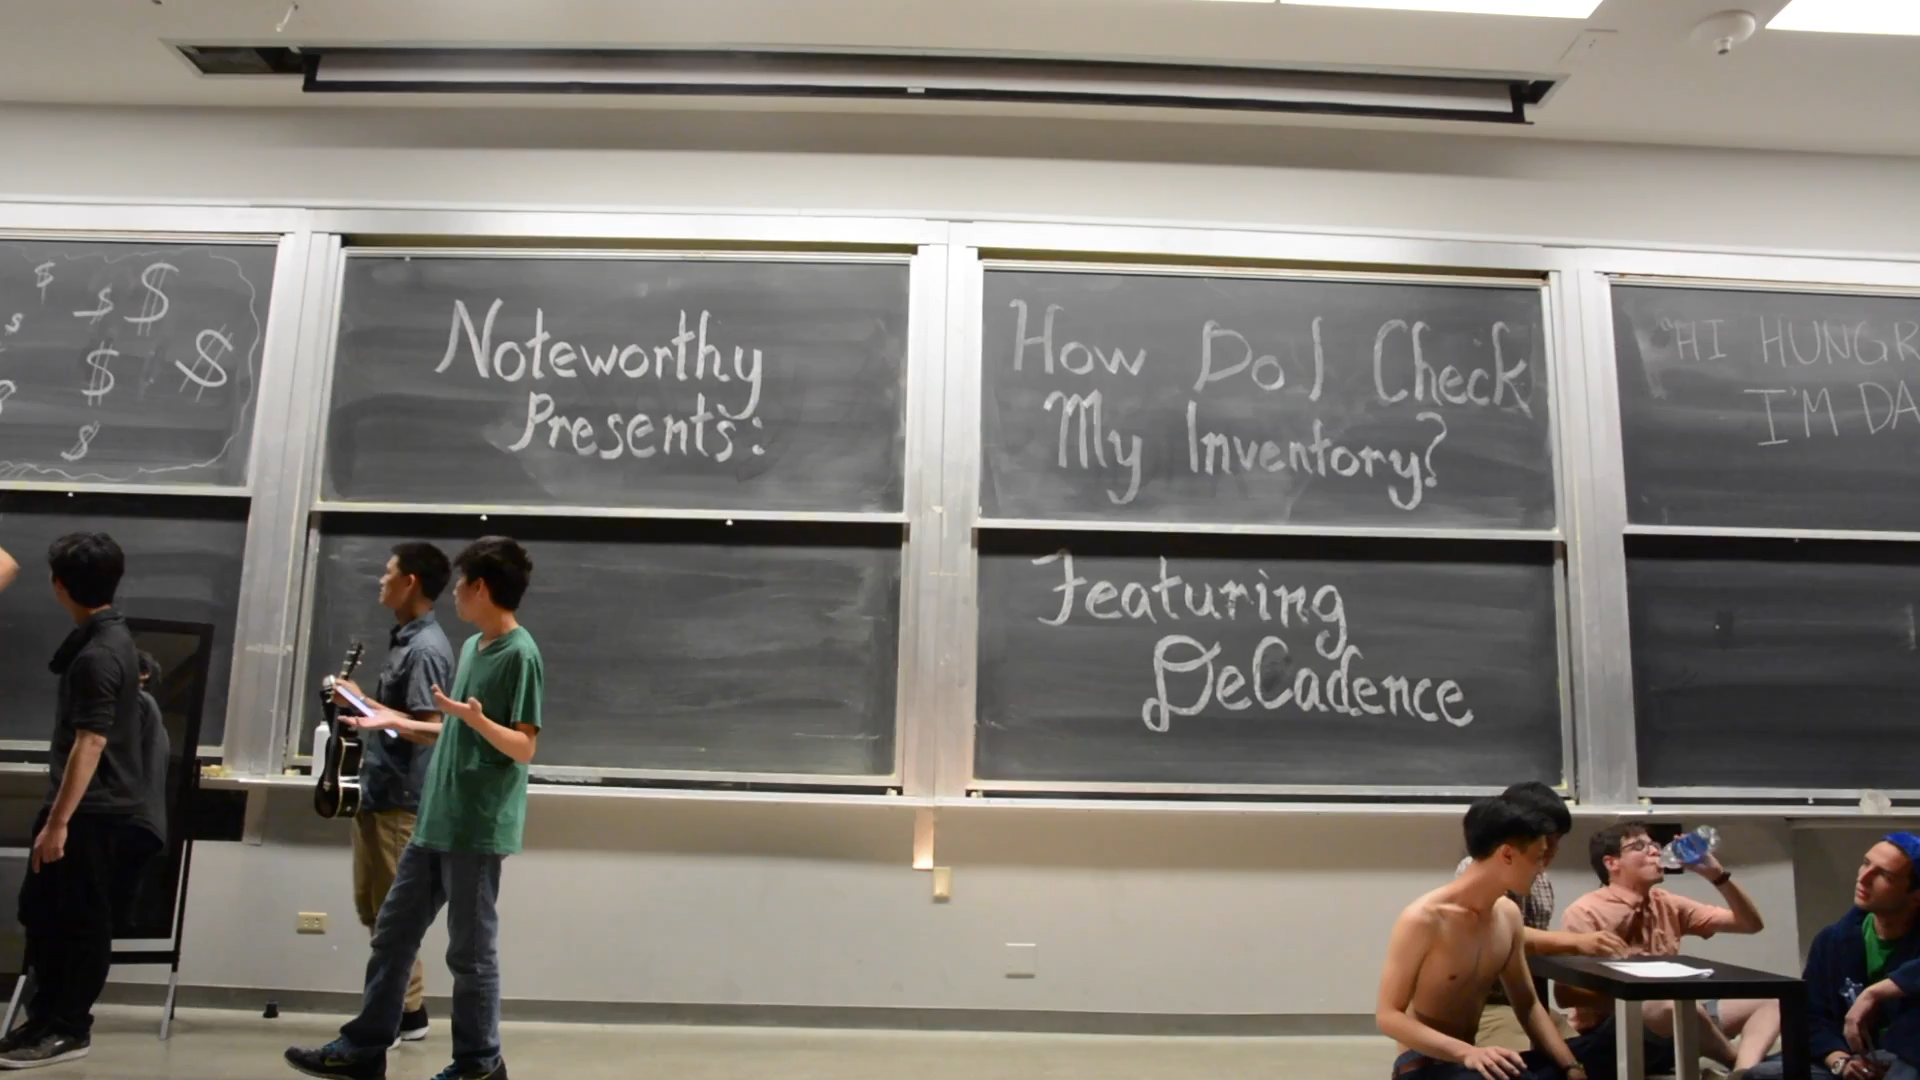 $ $ $
$ $ $
$ $
Noteworthy
Presents:
How Do I Check
My Inventory?
Featuring
DeCadence
"HI HUNGR
I'M DA